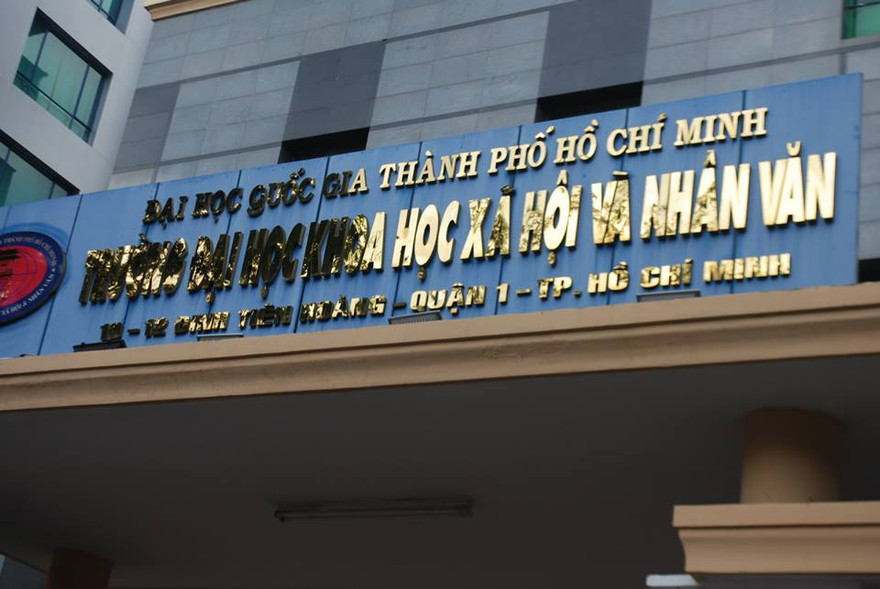 ĐẠI HỌC QUỐC GIA THÀNH PHỐ HỒ CHÍ MINH
TRƯỜNG ĐẠI HỌC KHOA HỌC XÃ HỘI VÀ NHÂN VĂN
10 - 12 ĐINH TIÊN HOÀNG - QUẬN 1 - TP. HỒ CHÍ MINH